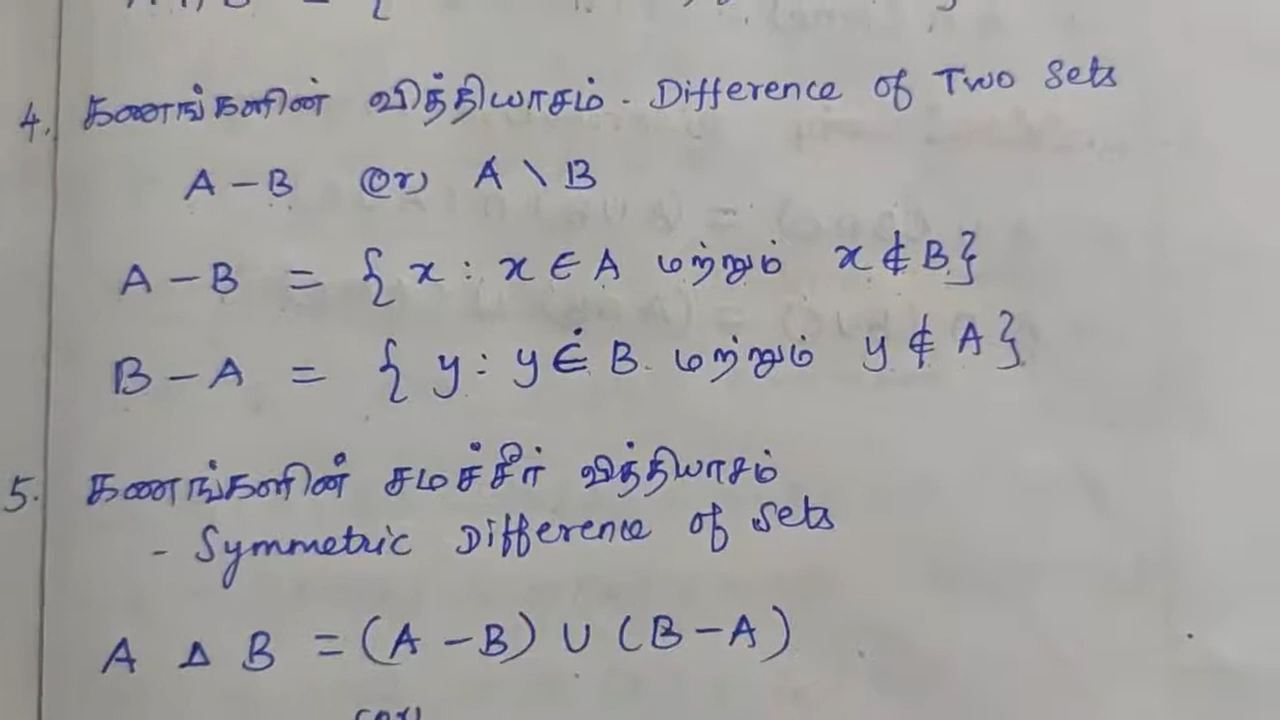 4. கணங்களின் வித்தியாசம் - Difference of Two Sets
A - B (or) A \ B
A - B = { x : x ∈ A மற்றும் x ∉ B }
B - A = { y : y ∈ B மற்றும் y ∉ A }
5. கணங்களின் சமச்சீர் வித்தியாசம்
- Symmetric Difference of Sets
A Δ B = (A - B) ∪ (B - A)